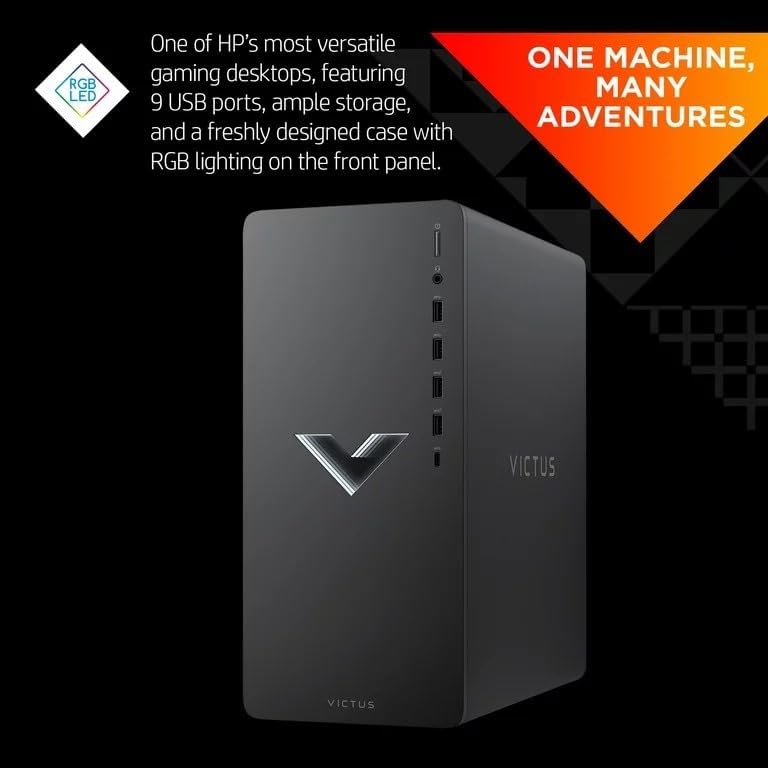 RGB
LED
One of HP's most versatile
gaming desktops, featuring
9 USB ports, ample storage,
and a freshly designed case with
RGB lighting on the front panel.
ONE MACHINE,
MANY
ADVENTURES
VICTUS
VICTUS